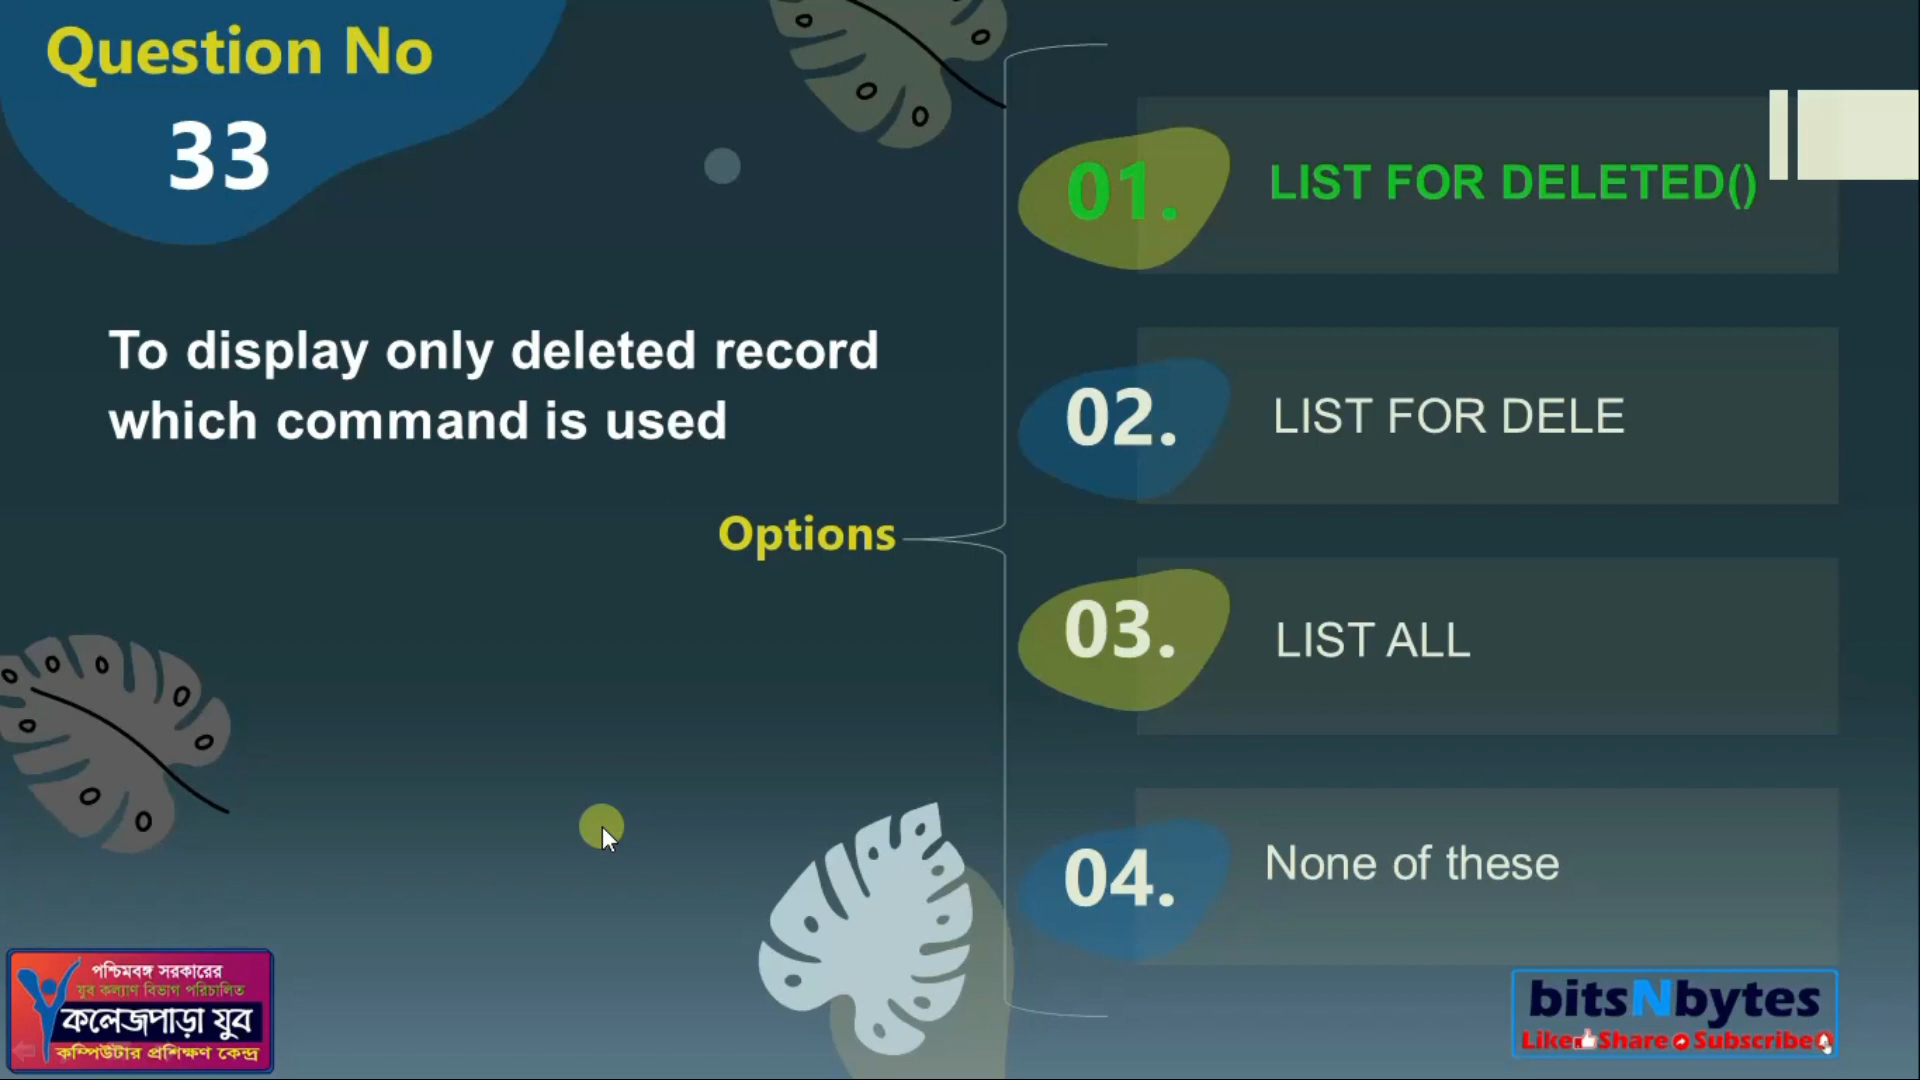 Question No
33
To display only deleted record
which command is used
Options
01.
LIST FOR DELETED()
02.
LIST FOR DELE
03.
LIST ALL
04.
None of these
পশ্চিমবঙ্গ সরকারের
যুব কল্যাণ বিভাগ পরিচালিত
কলেজপাড়া যুব
কম্পিউটার প্রশিক্ষণ কেন্দ্র
bitsNbytes
Like Share Subscribe